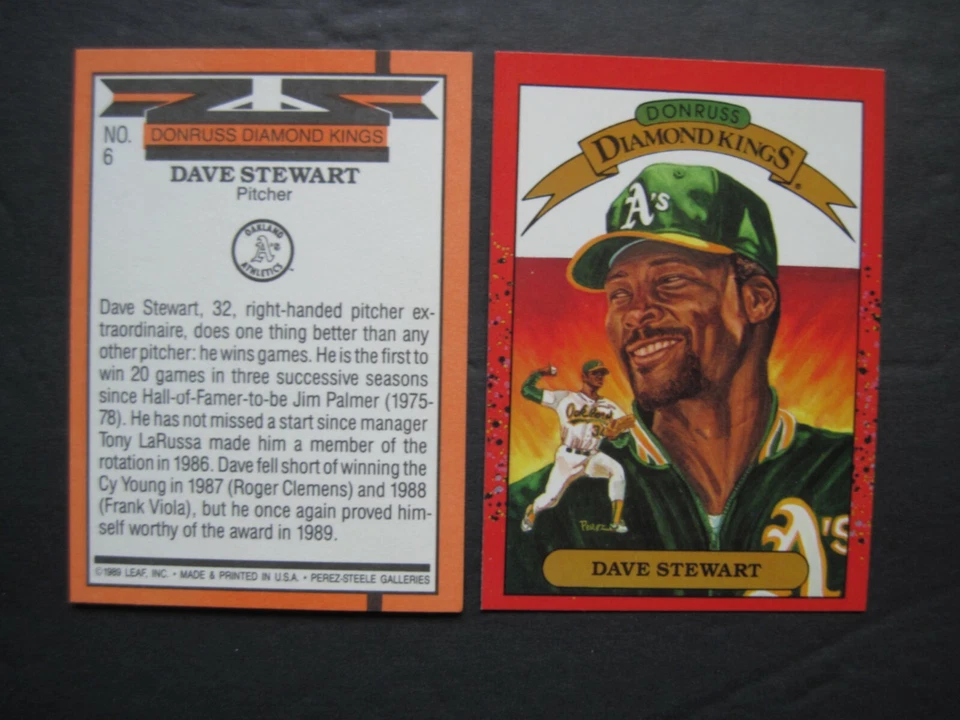 NO.
6
DONRUSS DIAMOND KINGS
DAVE STEWART
Pitcher
OAKLAND
A's
ATHLETICS
Dave Stewart, 32, right-handed pitcher ex-
traordinaire, does one thing better than any
other pitcher: he wins games. He is the first to
win 20 games in three successive seasons
since Hall-of-Famer-to-be Jim Palmer (1975-
78). He has not missed a start since manager
Tony LaRussa made him a member of the
rotation in 1986. Dave fell short of winning the
Cy Young in 1987 (Roger Clemens) and 1988
(Frank Viola), but he once again proved him-
self worthy of the award in 1989.
©1989 LEAF, INC. • MADE & PRINTED IN U.S.A. • PEREZ-STEELE GALLERIES
DONRUSS
DIAMOND KINGS
A's
Oakland
Perez
A's
DAVE STEWART